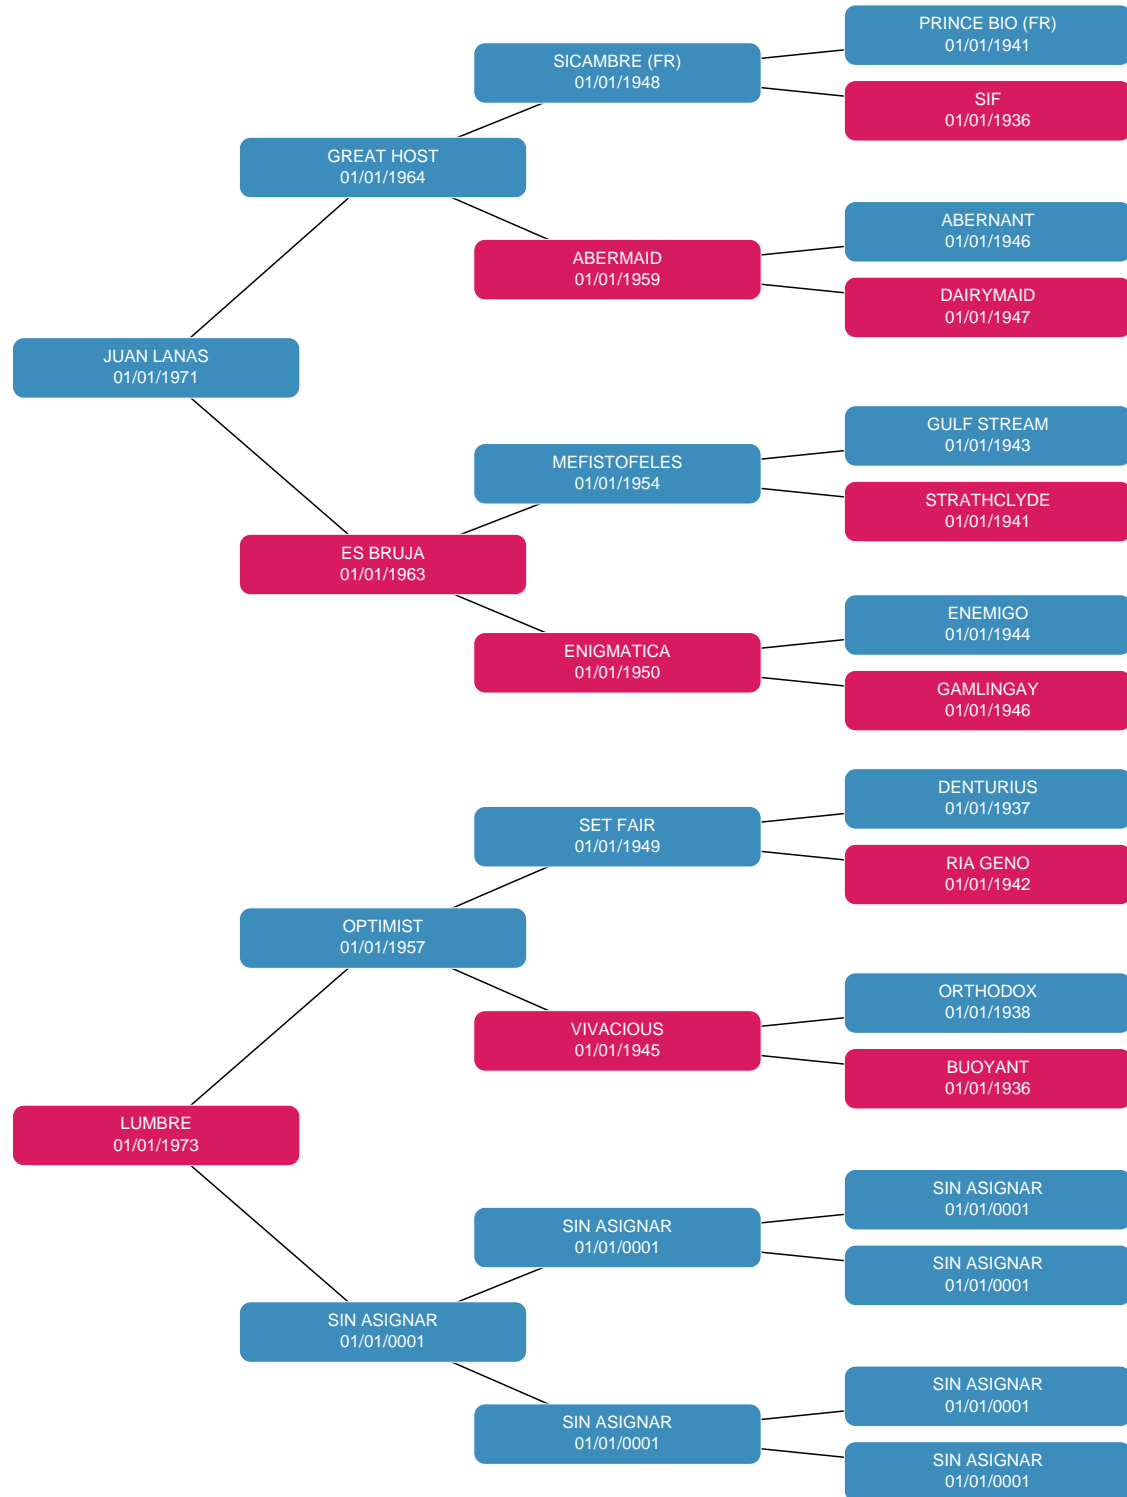 PRINCE BIO (FR)
01/01/1941
SICAMBRE (FR)
01/01/1948
SIF
01/01/1936
GREAT HOST
01/01/1964
ABERNANT
01/01/1946
ABERMAID
01/01/1959
DAIRYMAID
01/01/1947
JUAN LANAS
01/01/1971
GULF STREAM
01/01/1943
MEFISTOFELES
01/01/1954
STRATHCLYDE
01/01/1941
ES BRUJA
01/01/1963
ENEMIGO
01/01/1944
ENIGMATICA
01/01/1950
GAMLINGAY
01/01/1946
DENTURIUS
01/01/1937
SET FAIR
01/01/1949
RIA GENO
01/01/1942
OPTIMIST
01/01/1957
ORTHODOX
01/01/1938
VIVACIOUS
01/01/1945
BUOYANT
01/01/1936
LUMBRE
01/01/1973
SIN ASIGNAR
01/01/0001
SIN ASIGNAR
01/01/0001
SIN ASIGNAR
01/01/0001
SIN ASIGNAR
01/01/0001
SIN ASIGNAR
01/01/0001
SIN ASIGNAR
01/01/0001
SIN ASIGNAR
01/01/0001